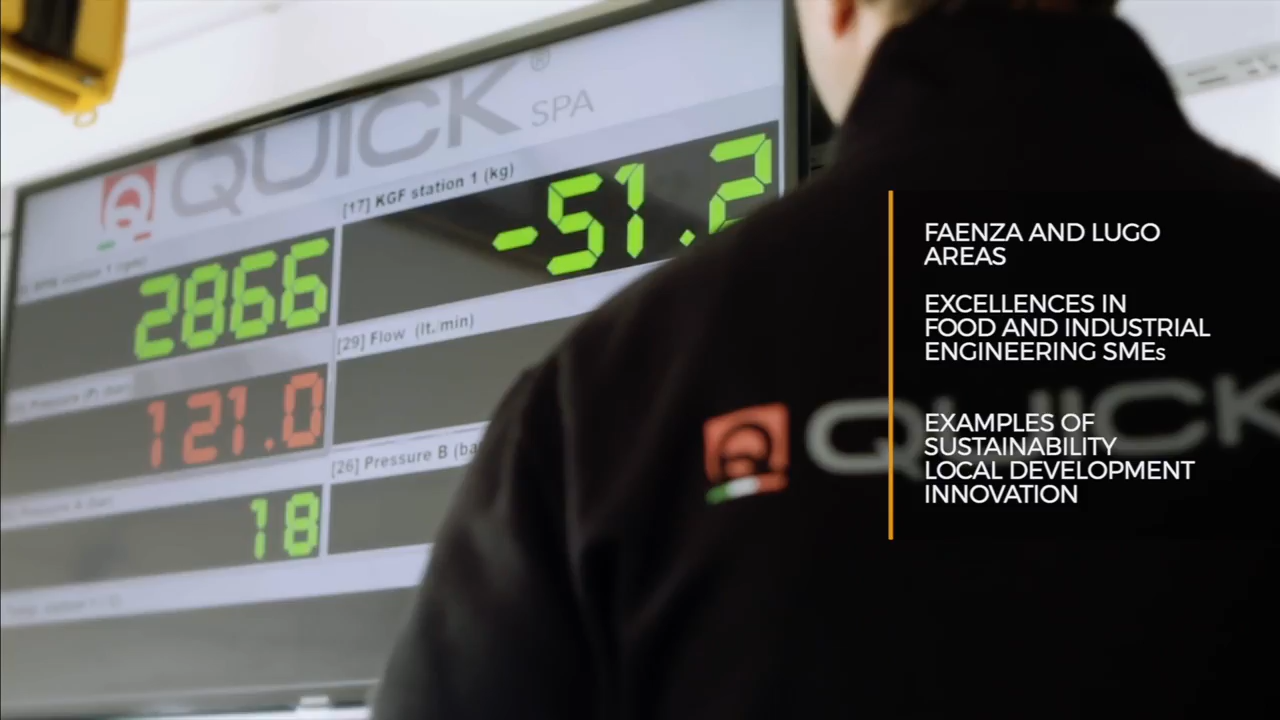 QUICK® SPA
[17] KGF station 1 (kg)
-51.2
2866
[29] Flow (lt./min)
121.0
[26] Pressure B (ba
18
FAENZA AND LUGO
AREAS
EXCELLENCES IN
FOOD AND INDUSTRIAL
ENGINEERING SMEs
EXAMPLES OF
SUSTAINABILITY
LOCAL DEVELOPMENT
INNOVATION
QUICK